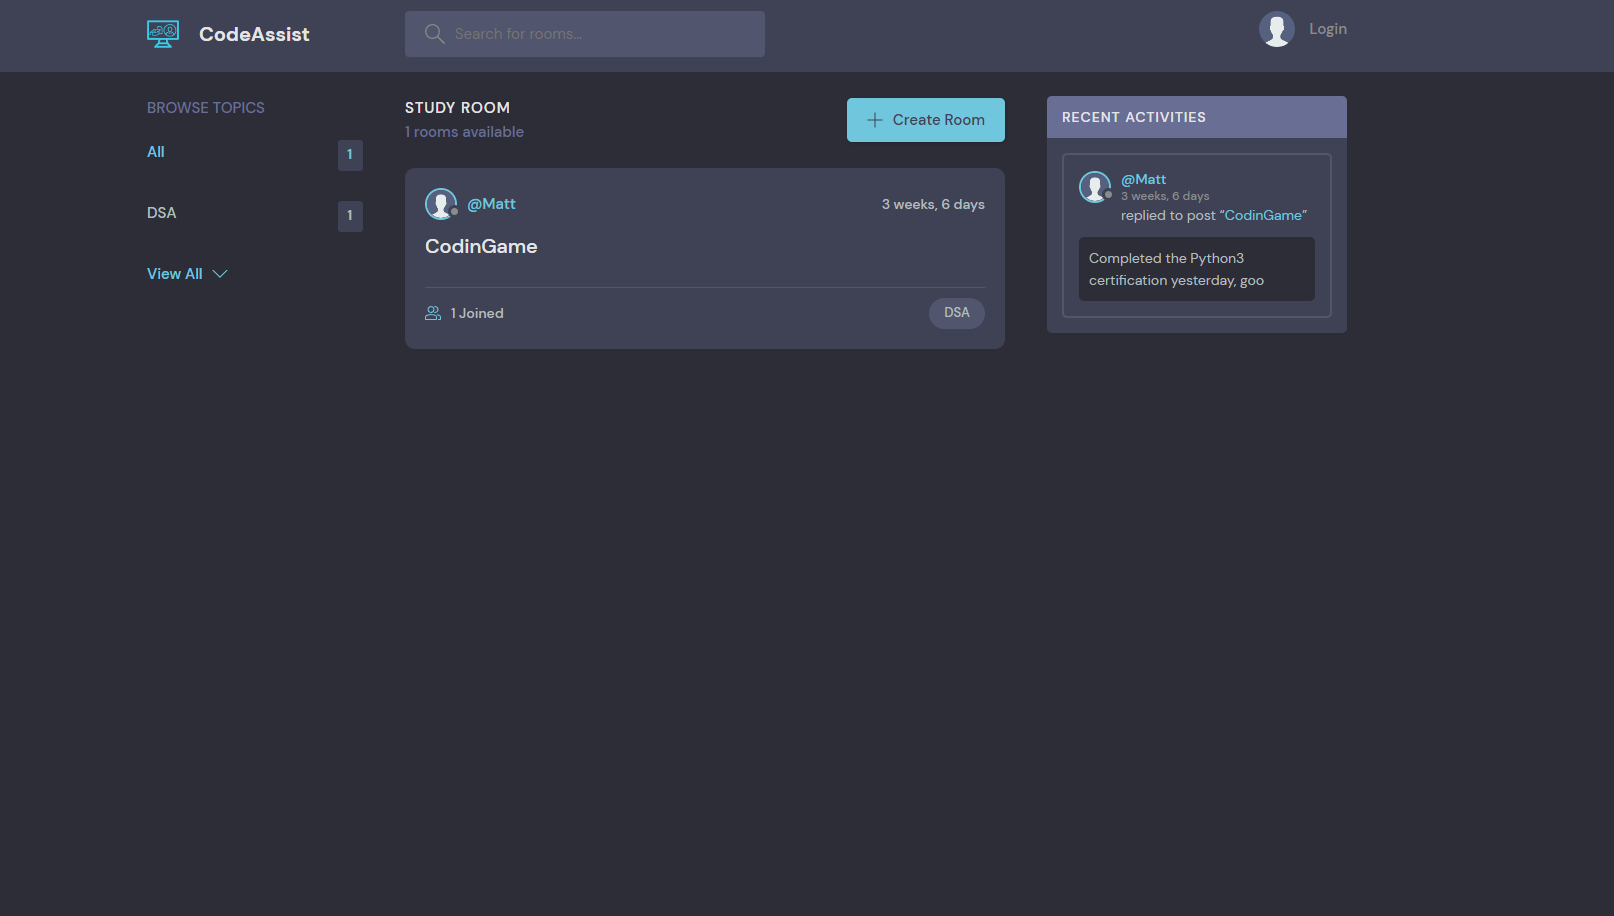 CodeAssist
Search for rooms...
Login
BROWSE TOPICS
All
1
DSA
1
View All
STUDY ROOM
1 rooms available
Create Room
@Matt
3 weeks, 6 days
CodinGame
1 Joined
DSA
RECENT ACTIVITIES
@Matt
3 weeks, 6 days
replied to post “CodinGame”
Completed the Python3
certification yesterday, goo